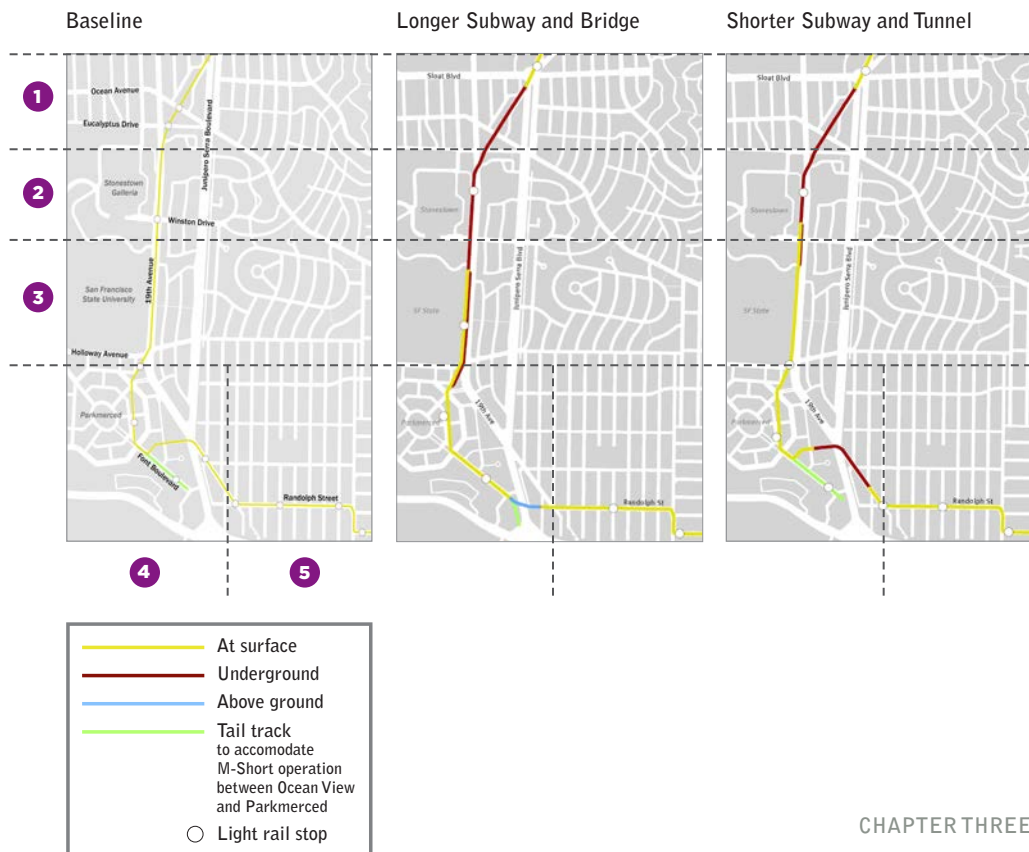 Baseline
Longer Subway and Bridge
Shorter Subway and Tunnel
1
2
3
4
5
Ocean Avenue
Eucalyptus Drive
Junipero Serra Boulevard
Stonestown
Galleria
Winston Drive
19th Avenue
San Francisco
State University
Holloway Avenue
Parkmerced
Font Boulevard
Randolph Street
Sloat Blvd
Stonestown
Junipero Serra Blvd
SF State
19th Ave
Parkmerced
Randolph St
Sloat Blvd
Stonestown
Junipero Serra Blvd
SF State
19th Ave
Parkmerced
Randolph St
At surface
Underground
Above ground
Tail track
to accomodate
M-Short operation
between Ocean View
and Parkmerced
Light rail stop
CHAPTER THREE